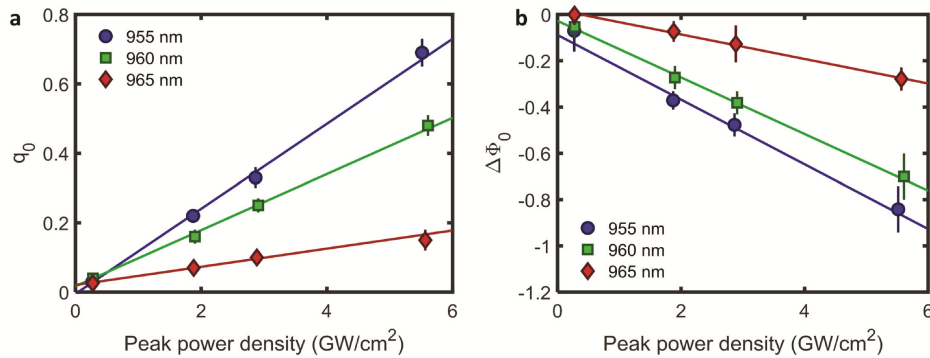 a
0.8
0.6
0.4
0.2
0
q0
955 nm
960 nm
965 nm
0
2
4
6
Peak power density (GW/cm²)
b
0
-0.2
-0.4
-0.6
-0.8
-1
-1.2
ΔΦ0
955 nm
960 nm
965 nm
0
2
4
6
Peak power density (GW/cm²)